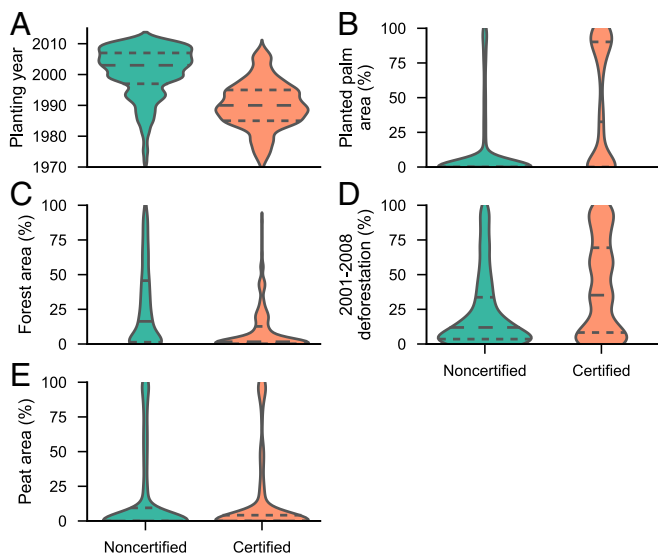 A
Planting year
2010
2000
1990
1980
1970
B
Planted palm
area (%)
100
75
50
25
0
C
Forest area (%)
100
75
50
25
0
D
2001-2008
deforestation (%)
100
75
50
25
0
Noncertified
Certified
E
Peat area (%)
100
75
50
25
0
Noncertified
Certified